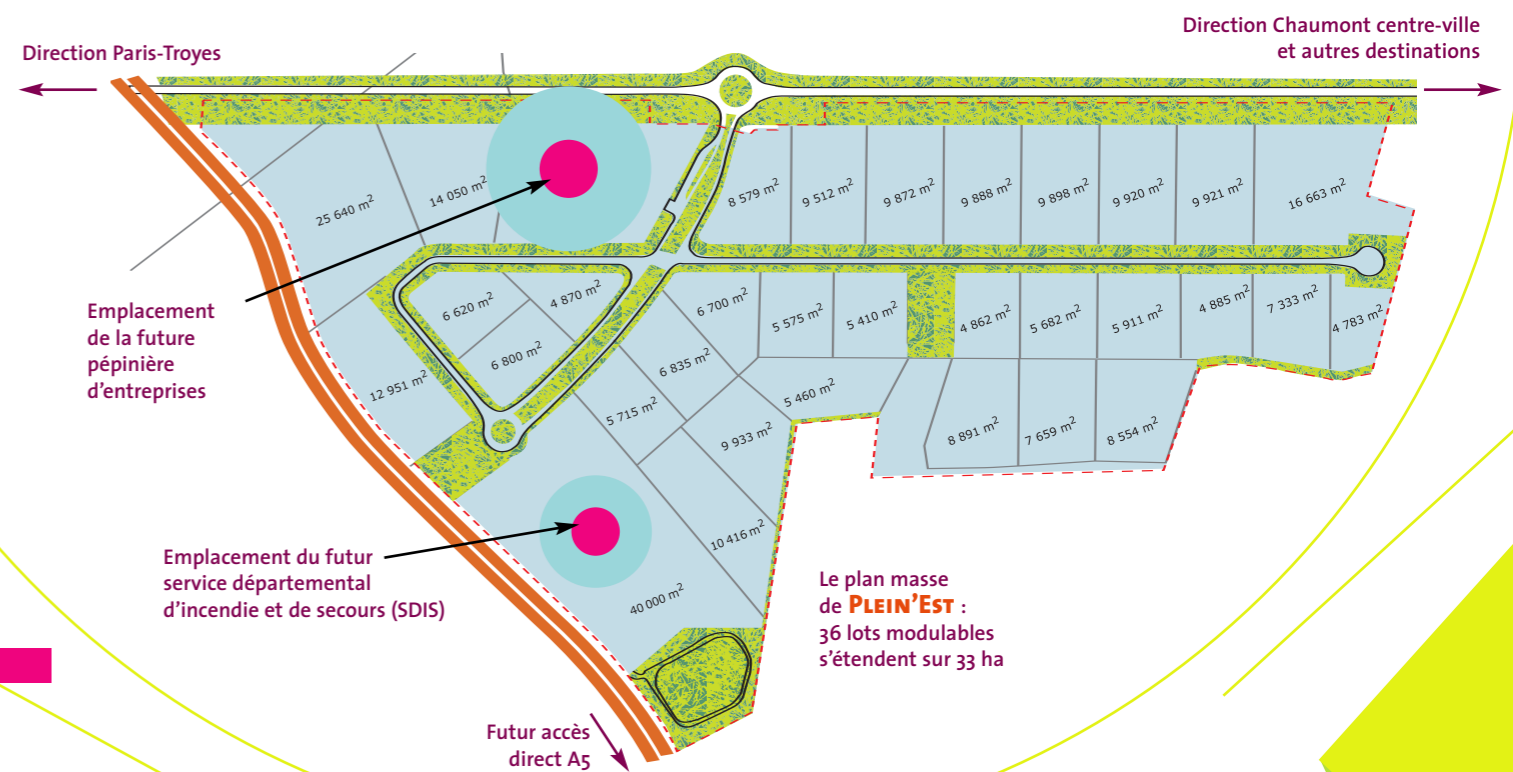 Direction Paris-Troyes
Direction Chaumont centre-ville
et autres destinations
25 640 m²
14 050 m²
8 579 m²
9 512 m²
9 872 m²
9 888 m²
9 898 m²
9 920 m²
9 921 m²
16 663 m²
Emplacement
de la future
pépinière
d'entreprises
6 620 m²
4 870 m²
6 800 m²
12 951 m²
6 700 m²
5 575 m²
5 410 m²
4 862 m²
5 682 m²
5 911 m²
4 885 m²
7 333 m²
4 783 m²
6 835 m²
5 715 m²
5 460 m²
9 933 m²
8 891 m²
7 659 m²
8 554 m²
10 416 m²
40 000 m²
Emplacement du futur
service départemental
d'incendie et de secours (SDIS)
Le plan masse
de PLEIN'EST :
36 lots modulables
s'étendent sur 33 ha
Futur accès
direct A5